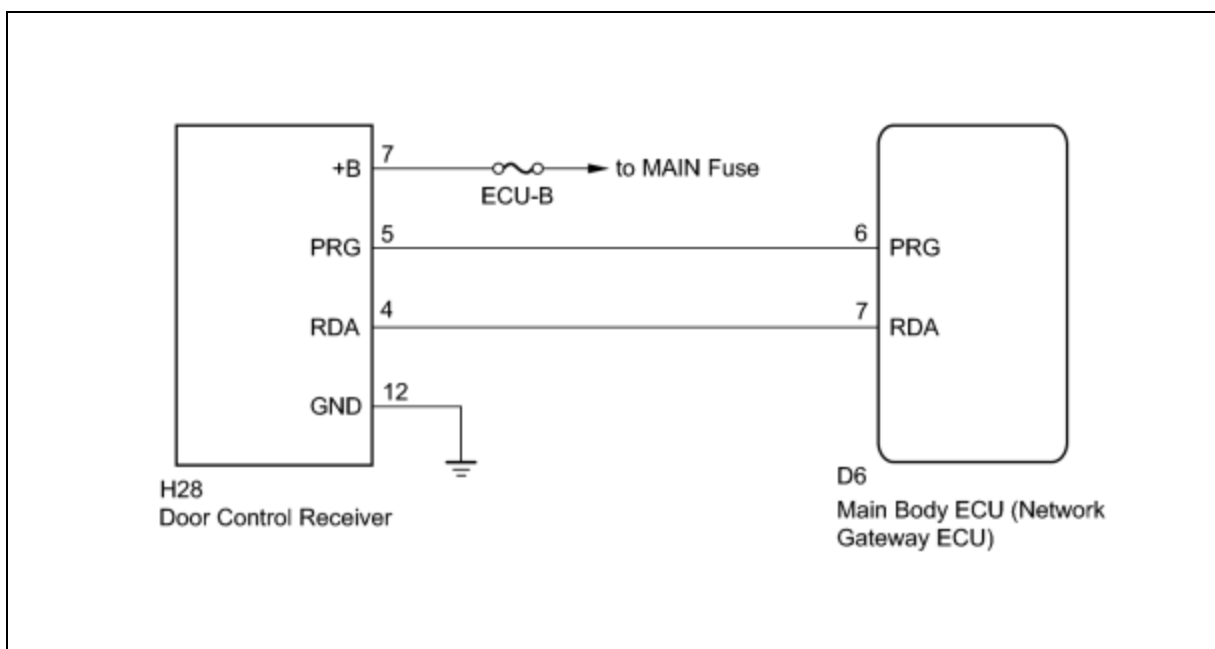 +B 7 to MAIN Fuse
ECU-B
PRG 5 6 PRG
RDA 4 7 RDA
GND 12
H28
Door Control Receiver
D6
Main Body ECU (Network
Gateway ECU)